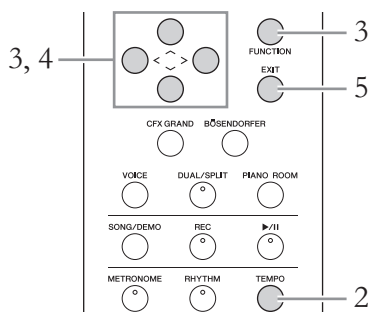 3
FUNCTION
3, 4
< >
EXIT
5
CFX GRAND BÖSENDORFER
VOICE DUAL/SPLIT PIANO ROOM
SONG/DEMO REC ▶/II
METRONOME RHYTHM TEMPO
2